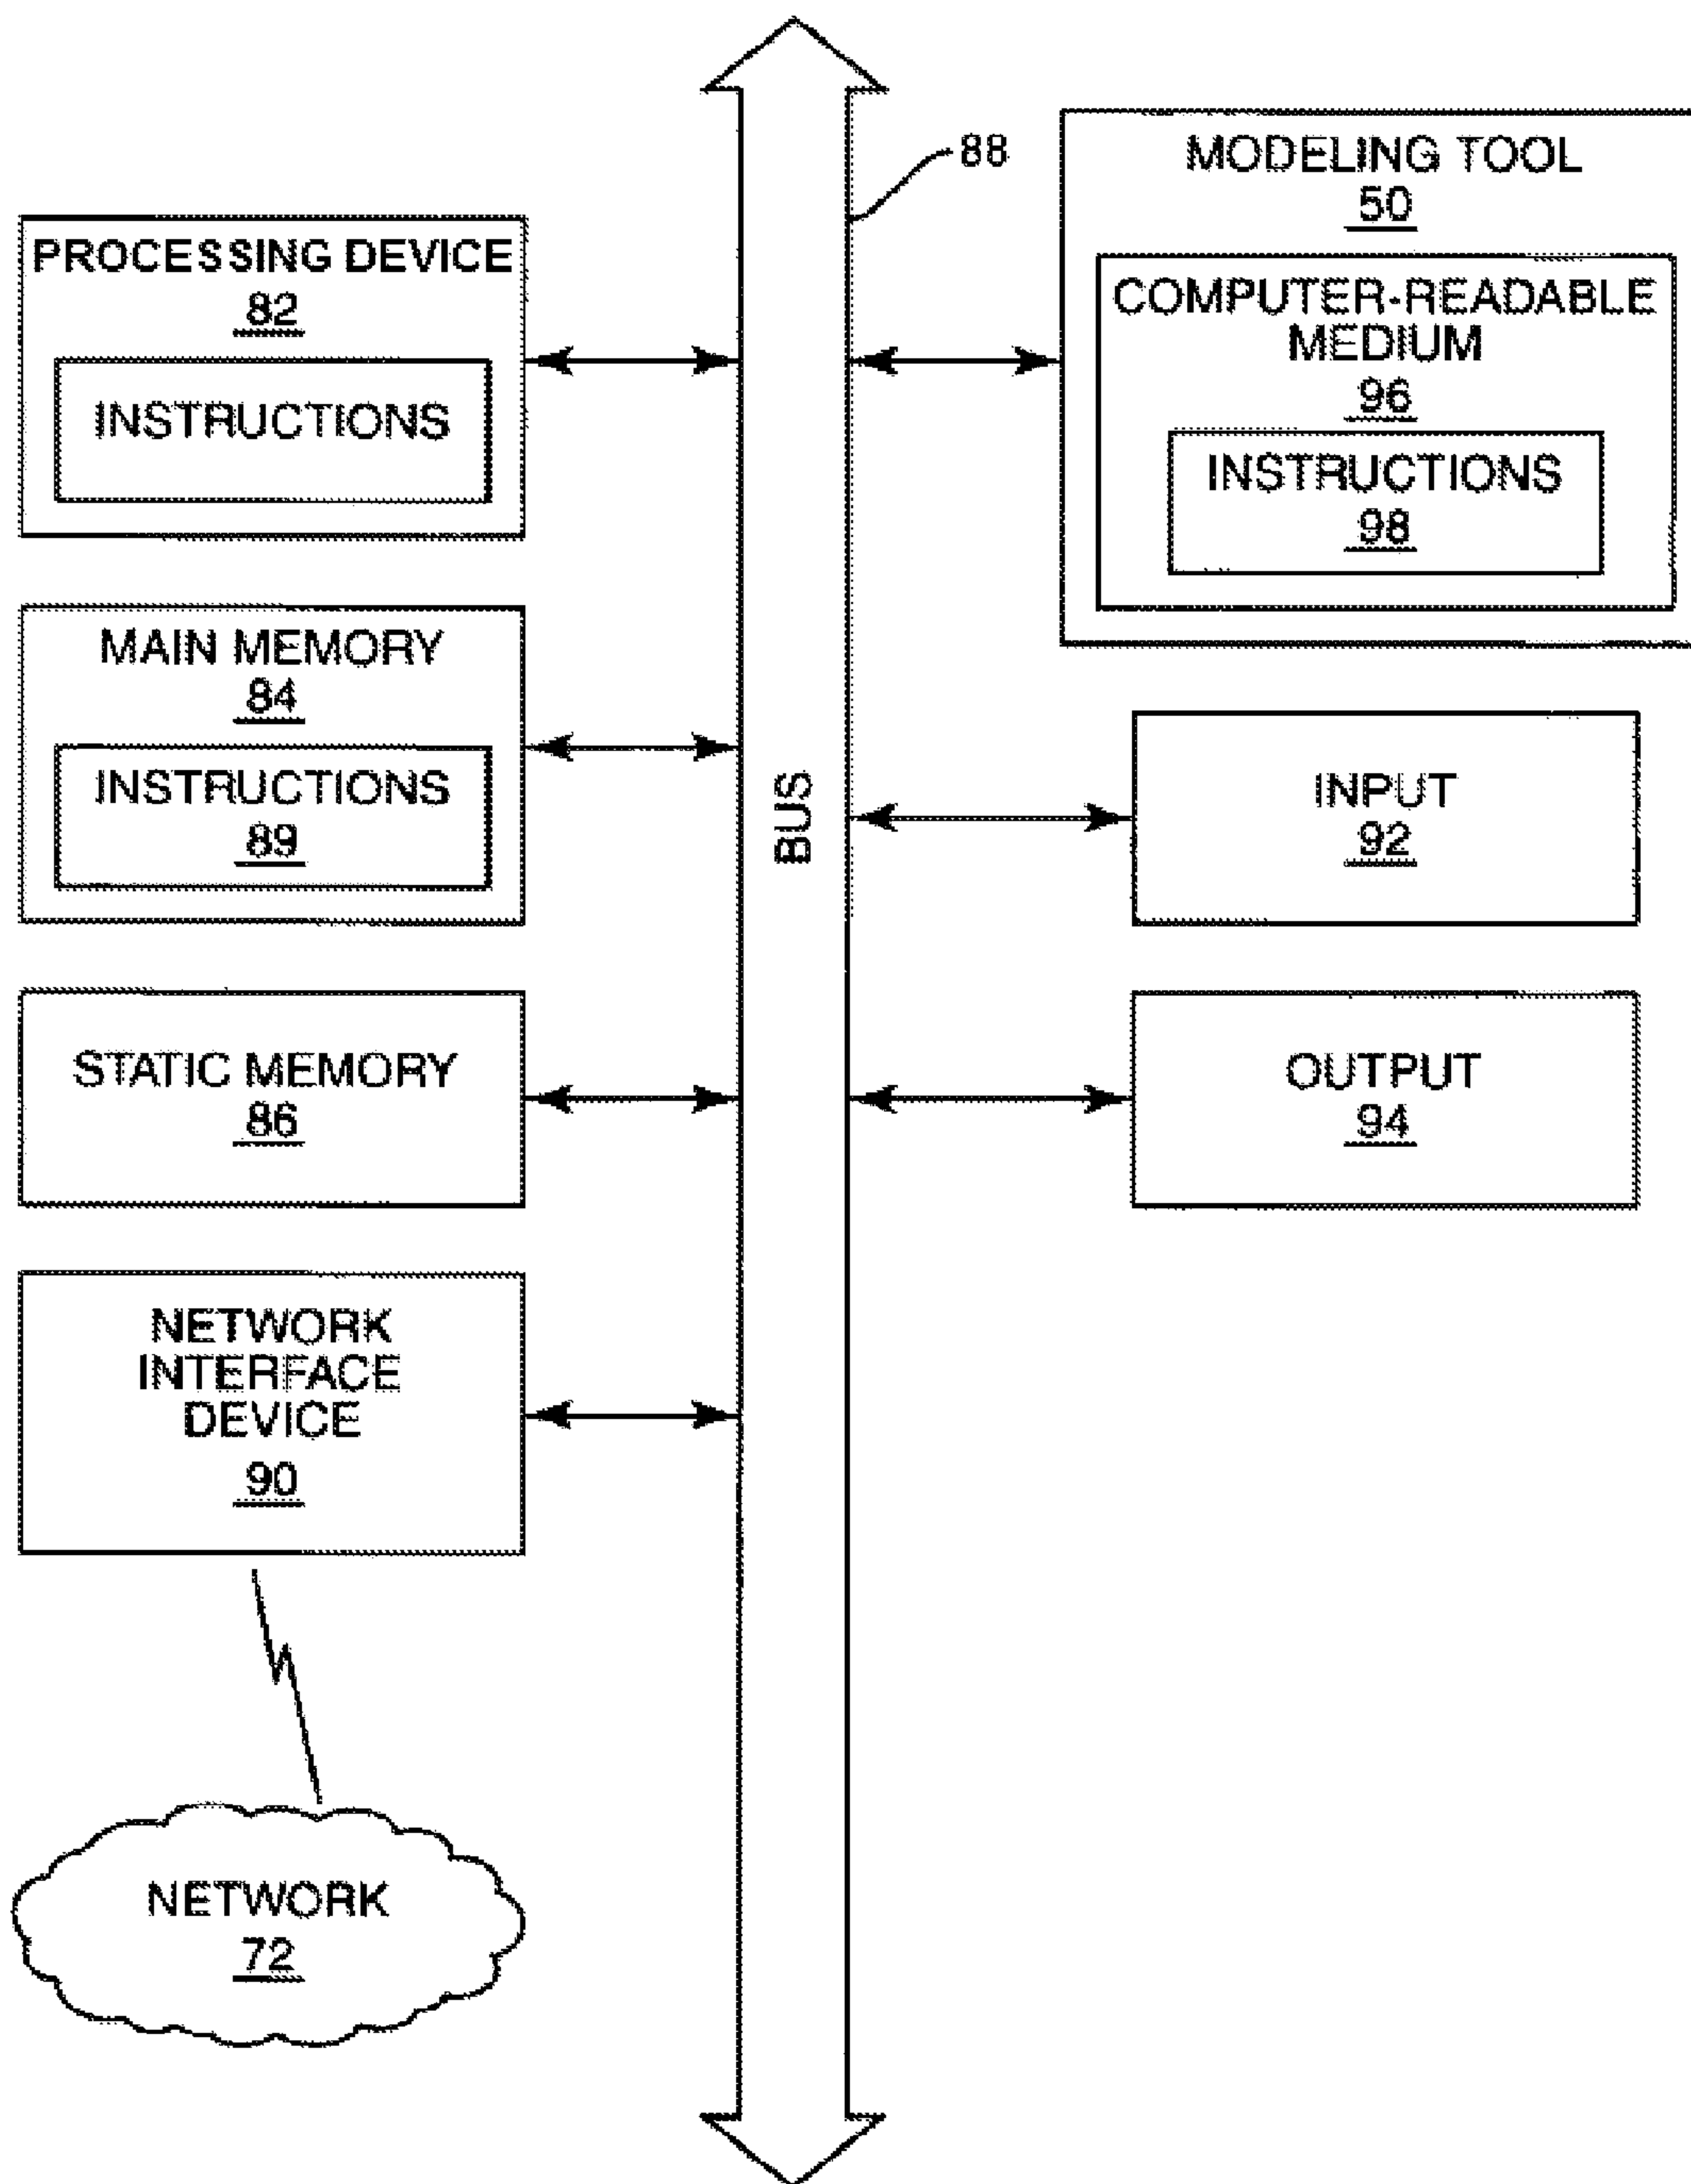 88
PROCESSING DEVICE
82
INSTRUCTIONS
MAIN MEMORY
84
INSTRUCTIONS
89
STATIC MEMORY
86
NETWORK
INTERFACE
DEVICE
90
NETWORK
72
BUS
MODELING TOOL
50
COMPUTER-READABLE
MEDIUM
96
INSTRUCTIONS
98
INPUT
92
OUTPUT
94